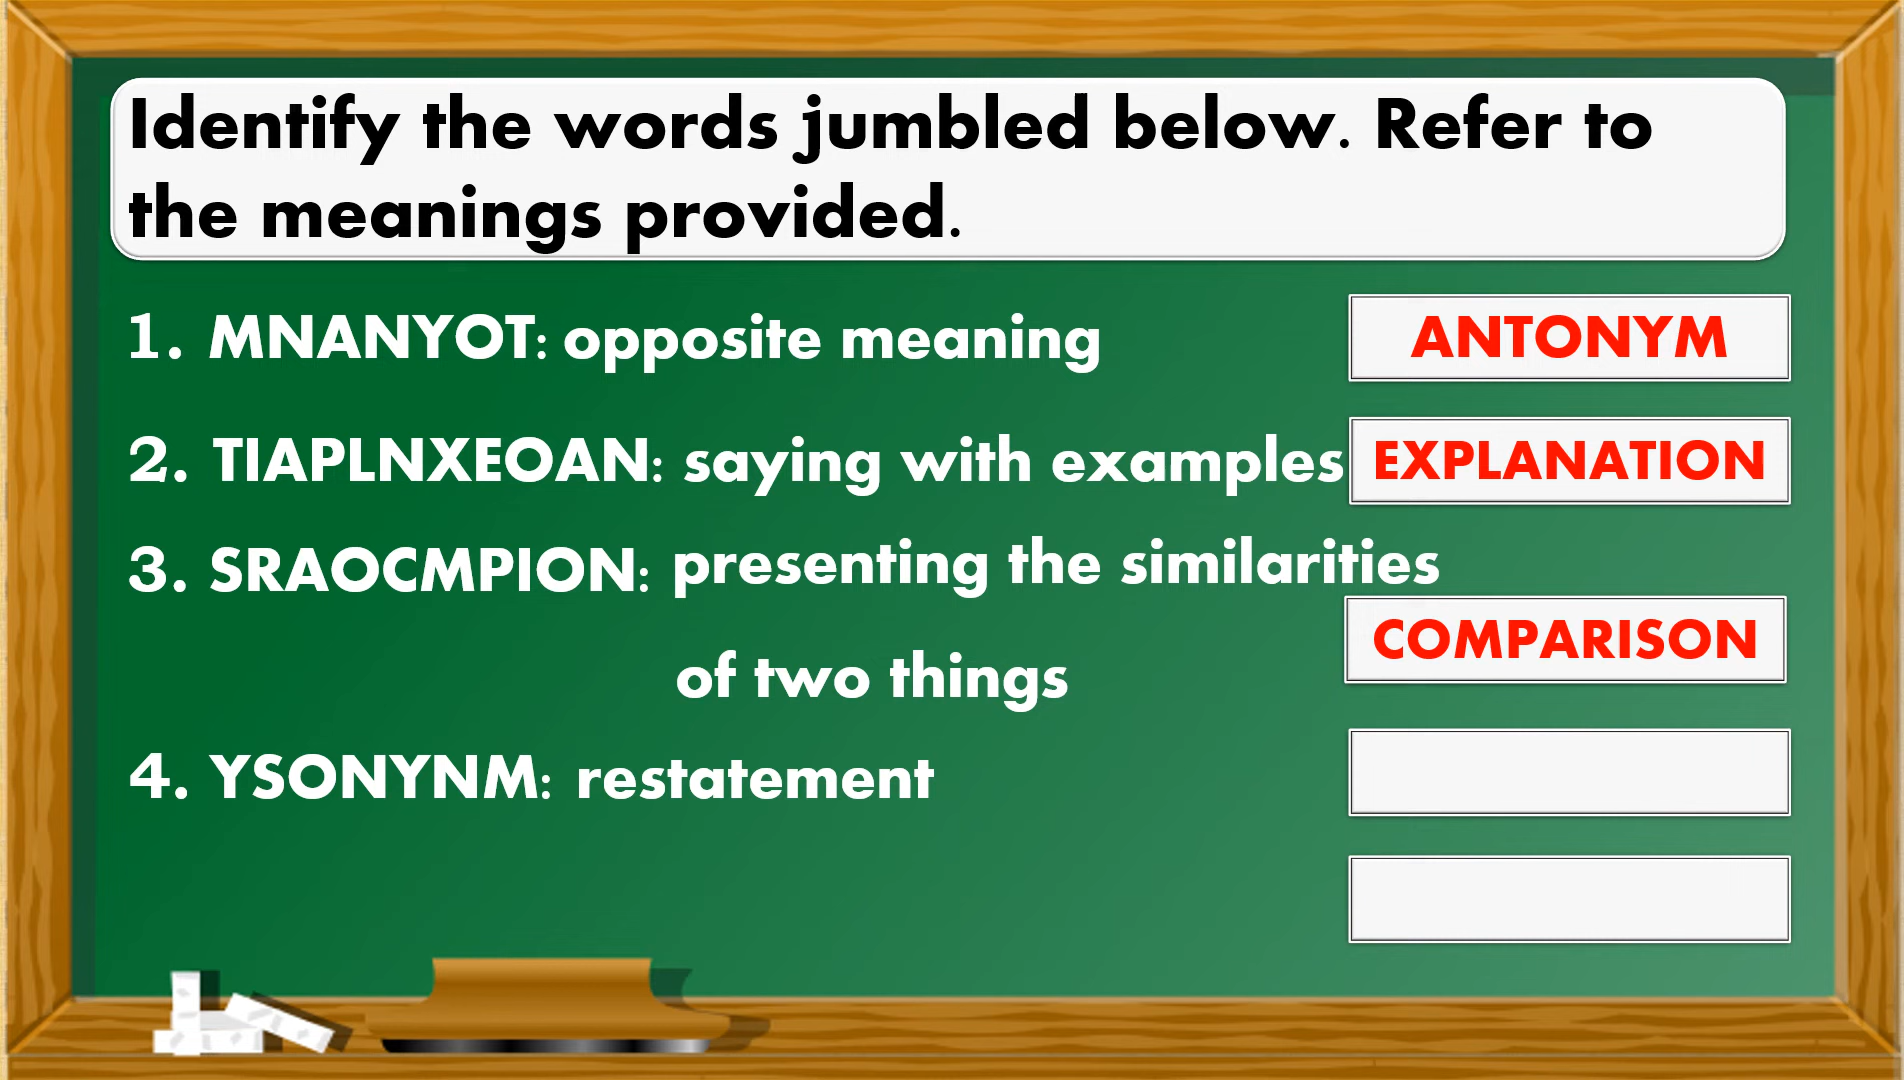 Identify the words jumbled below. Refer to
the meanings provided.
1. MNANYOT: opposite meaning
ANTONYM
2. TIAPLNXEOAN: saying with examples
EXPLANATION
3. SRAOCMPION: presenting the similarities
of two things
COMPARISON
4. YSONYNM: restatement